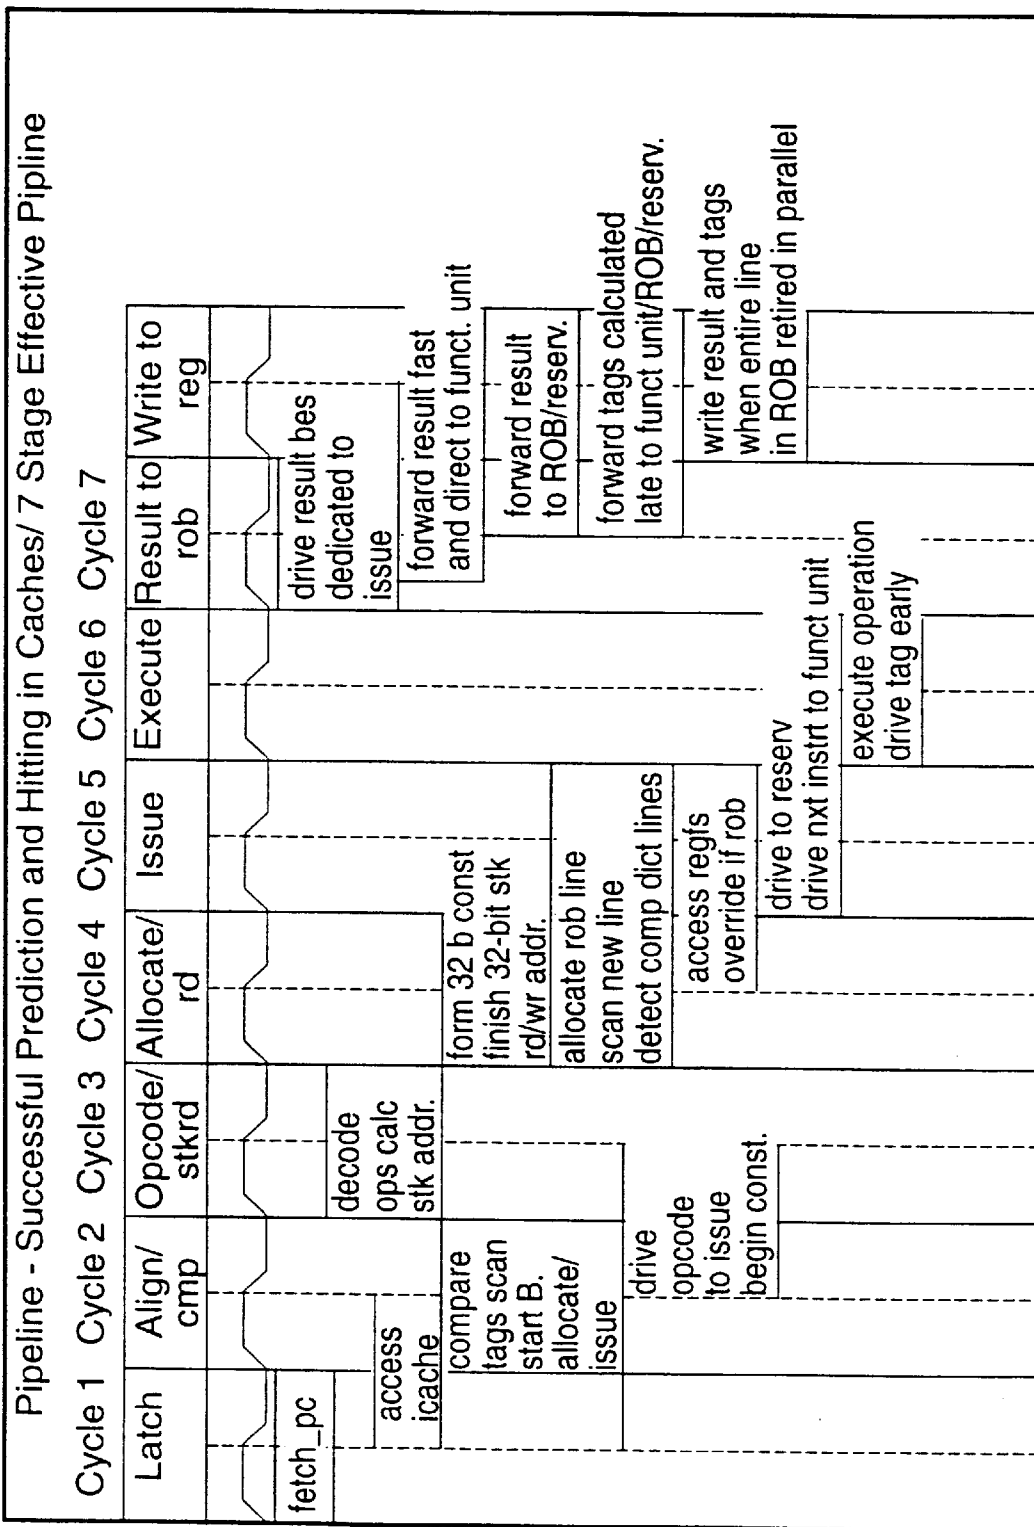 Pipeline - Successful Prediction and Hitting in Caches/ 7 Stage Effective Pipline
Cycle 1 Cycle 2 Cycle 3 Cycle 4 Cycle 5 Cycle 6 Cycle 7
Latch
Align/
cmp
Opcode/
stkrd
Allocate/
rd
Issue
Execute
Result to
rob
Write to
reg
fetch_pc
access
icache
compare
tags scan
start B.
allocate/
issue
decode
ops calc
stk addr.
drive
opcode
to issue
begin const.
form 32 b const
finish 32-bit stk
rd/wr addr.
allocate rob line
scan new line
detect comp dict lines
access regfs
override if rob
drive to reserv
drive nxt instrt to funct unit
execute operation
drive tag early
drive result bes
dedicated to
issue
forward result fast
and direct to funct. unit
forward result
to ROB/reserv.
forward tags calculated
late to funct unit/ROB/reserv.
write result and tags
when entire line
in ROB retired in parallel